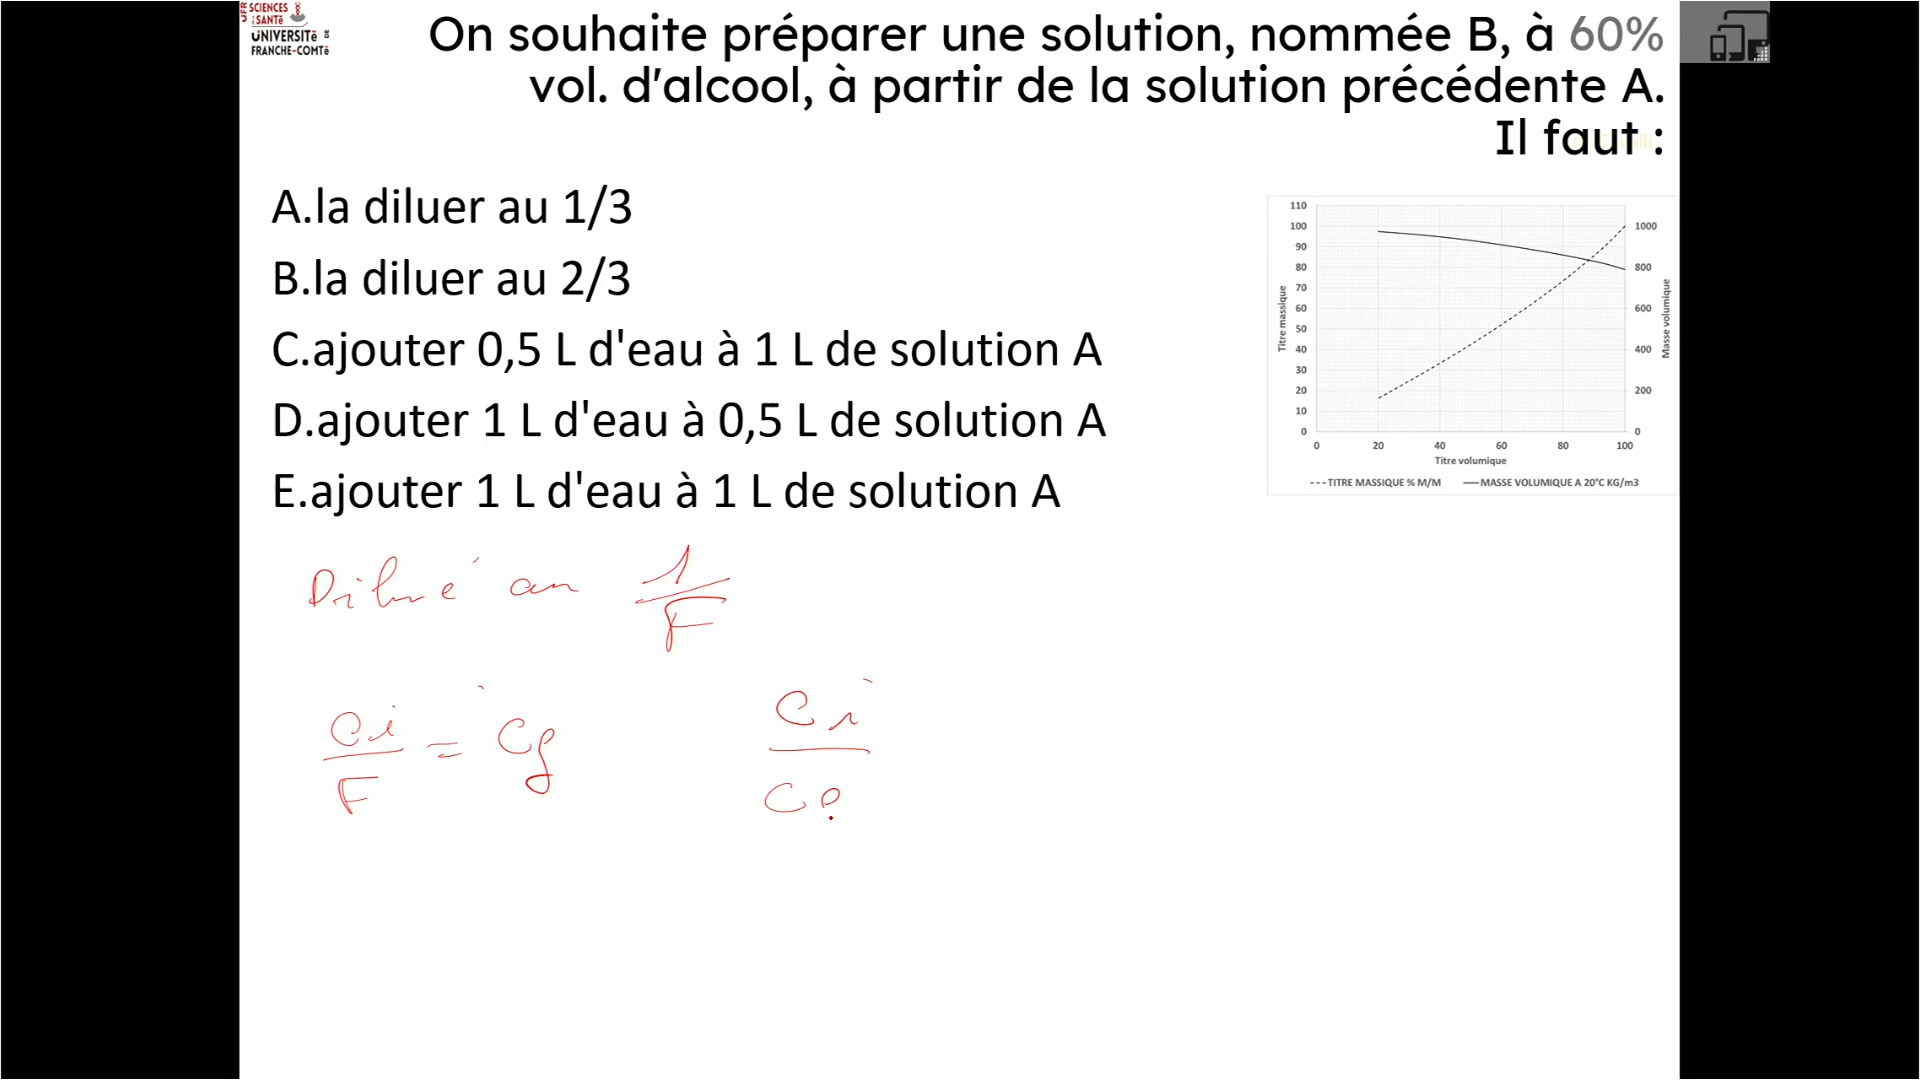 UFR SCIENCES
SANTé
UNIVERSITé DE
FRANCHE-COMTé
On souhaite préparer une solution, nommée B, à 60%
vol. d'alcool, à partir de la solution précédente A.
Il faut :
A.la diluer au 1/3
B.la diluer au 2/3
C.ajouter 0,5 L d'eau à 1 L de solution A
D.ajouter 1 L d'eau à 0,5 L de solution A
E.ajouter 1 L d'eau à 1 L de solution A
110
100
90
80
70
60
50
40
30
20
10
0
Titre massique
1000
800
600
400
200
0
Masse volumique
0 20 40 60 80 100
Titre volumique
TITRE MASSIQUE % M/M
MASSE VOLUMIQUE A 20°C KG/m3
Dilué au 1/F
Ci/F = Cf
Ci